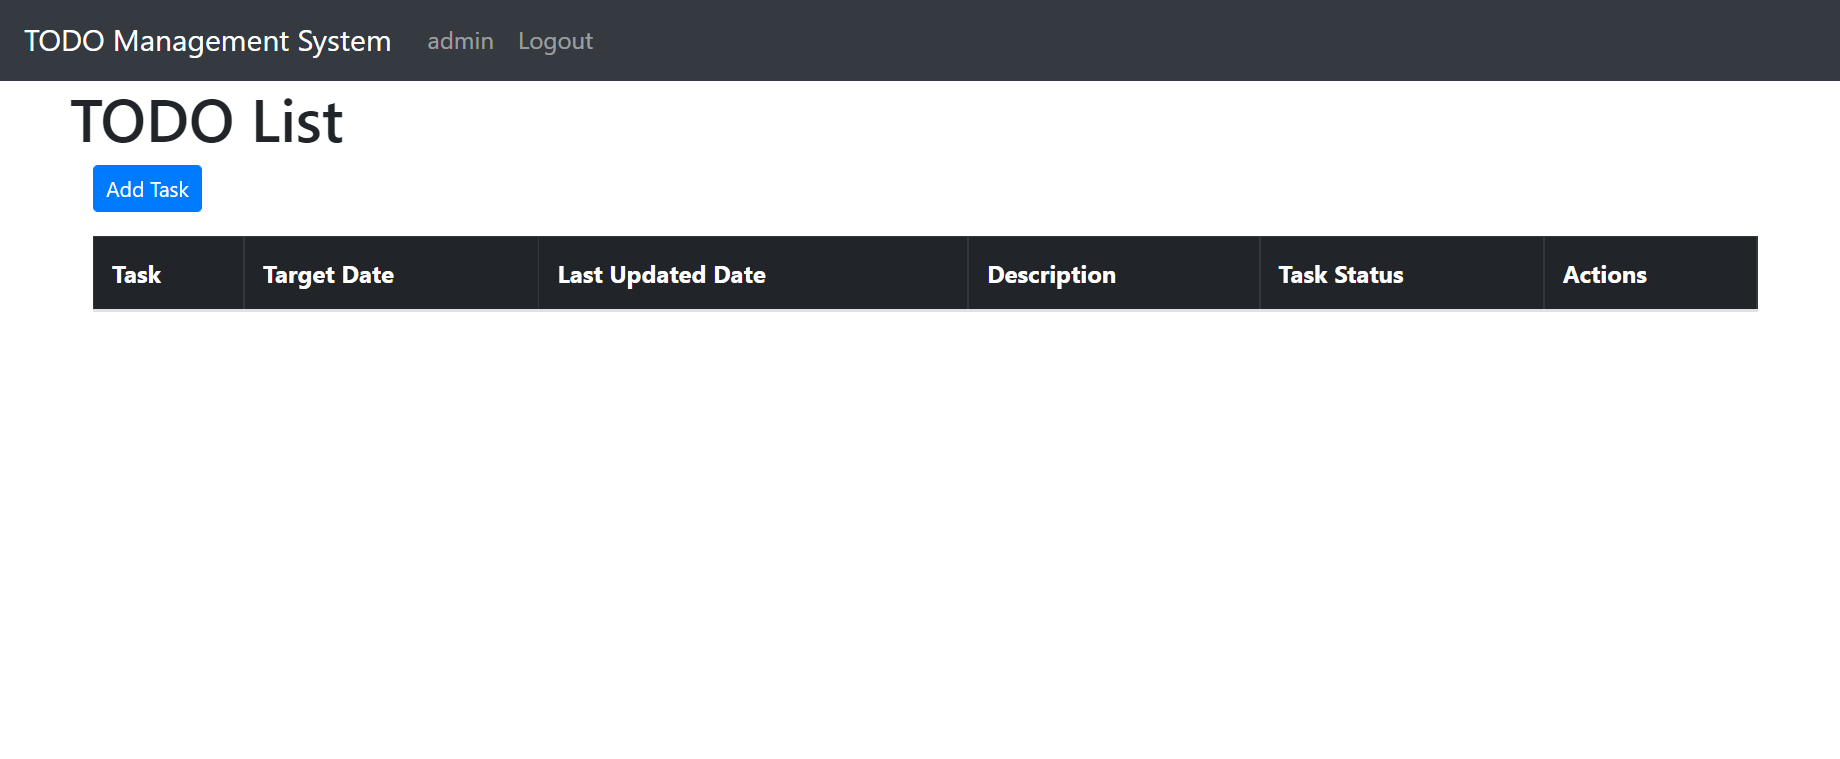 TODO Management System admin Logout
TODO List
Add Task
Task Target Date Last Updated Date Description Task Status Actions